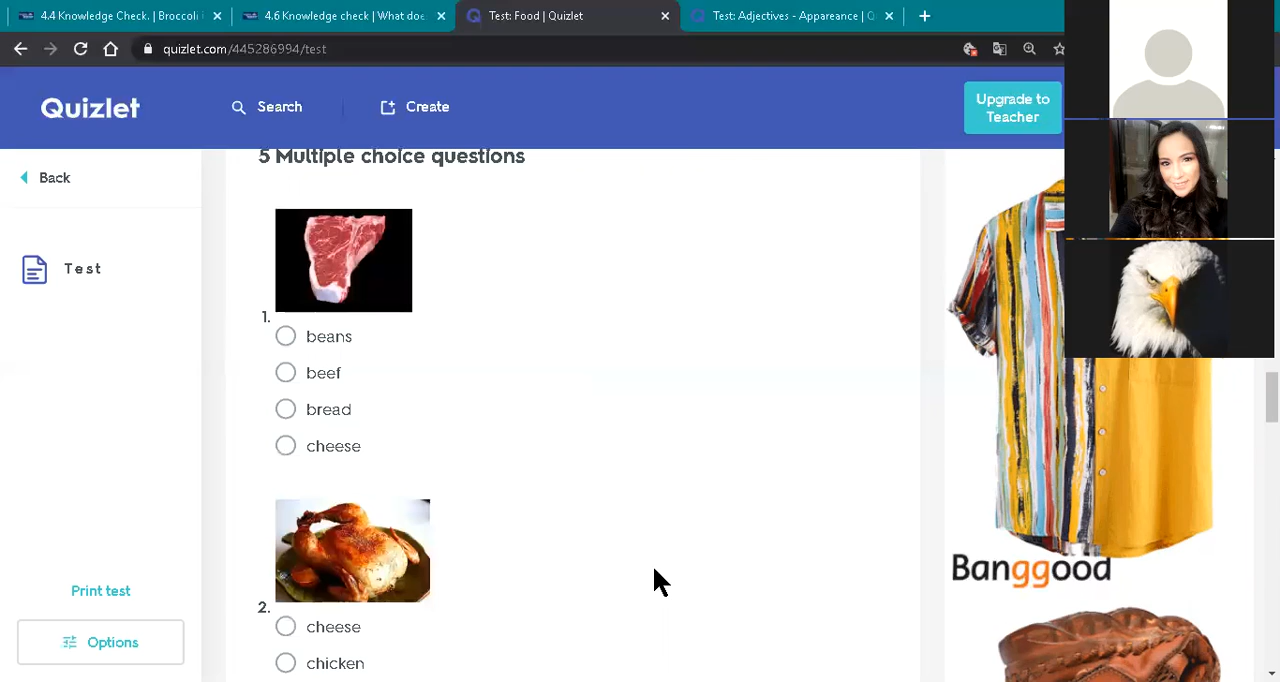 4.4 Knowledge Check. | Broccoli i
4.6 Knowledge check | What doe
Test: Food | Quizlet
Test: Adjectives - Appareance | Q
quizlet.com/445286994/test
Quizlet
Search
Create
Upgrade to
Teacher
Back
5 Multiple choice questions
Test
1.
beans
beef
bread
cheese
Banggood
2.
cheese
chicken
Print test
Options